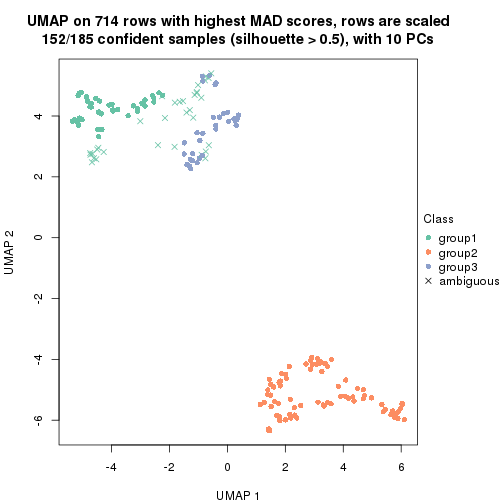 UMAP on 714 rows with highest MAD scores, rows are scaled
152/185 confident samples (silhouette > 0.5), with 10 PCs
4
2
0
-2
-4
-6
UMAP 2
-4
-2
0
2
4
6
UMAP 1
Class
group1
group2
group3
ambiguous